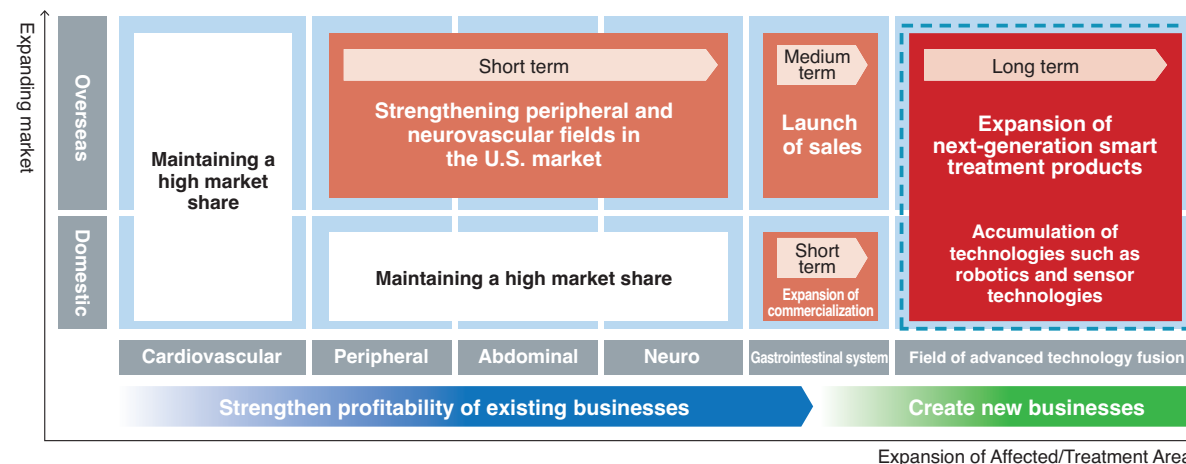 Expanding market
Overseas
Domestic
Maintaining a
high market
share
Short term
Strengthening peripheral and
neurovascular fields in
the U.S. market
Medium
term
Launch
of sales
Long term
Expansion of
next-generation smart
treatment products
Maintaining a high market share
Short
term
Expansion of
commercialization
Accumulation of
technologies such as
robotics and sensor
technologies
Cardiovascular
Peripheral
Abdominal
Neuro
Gastrointestinal system
Field of advanced technology fusion
Strengthen profitability of existing businesses
Create new businesses
Expansion of Affected/Treatment Area